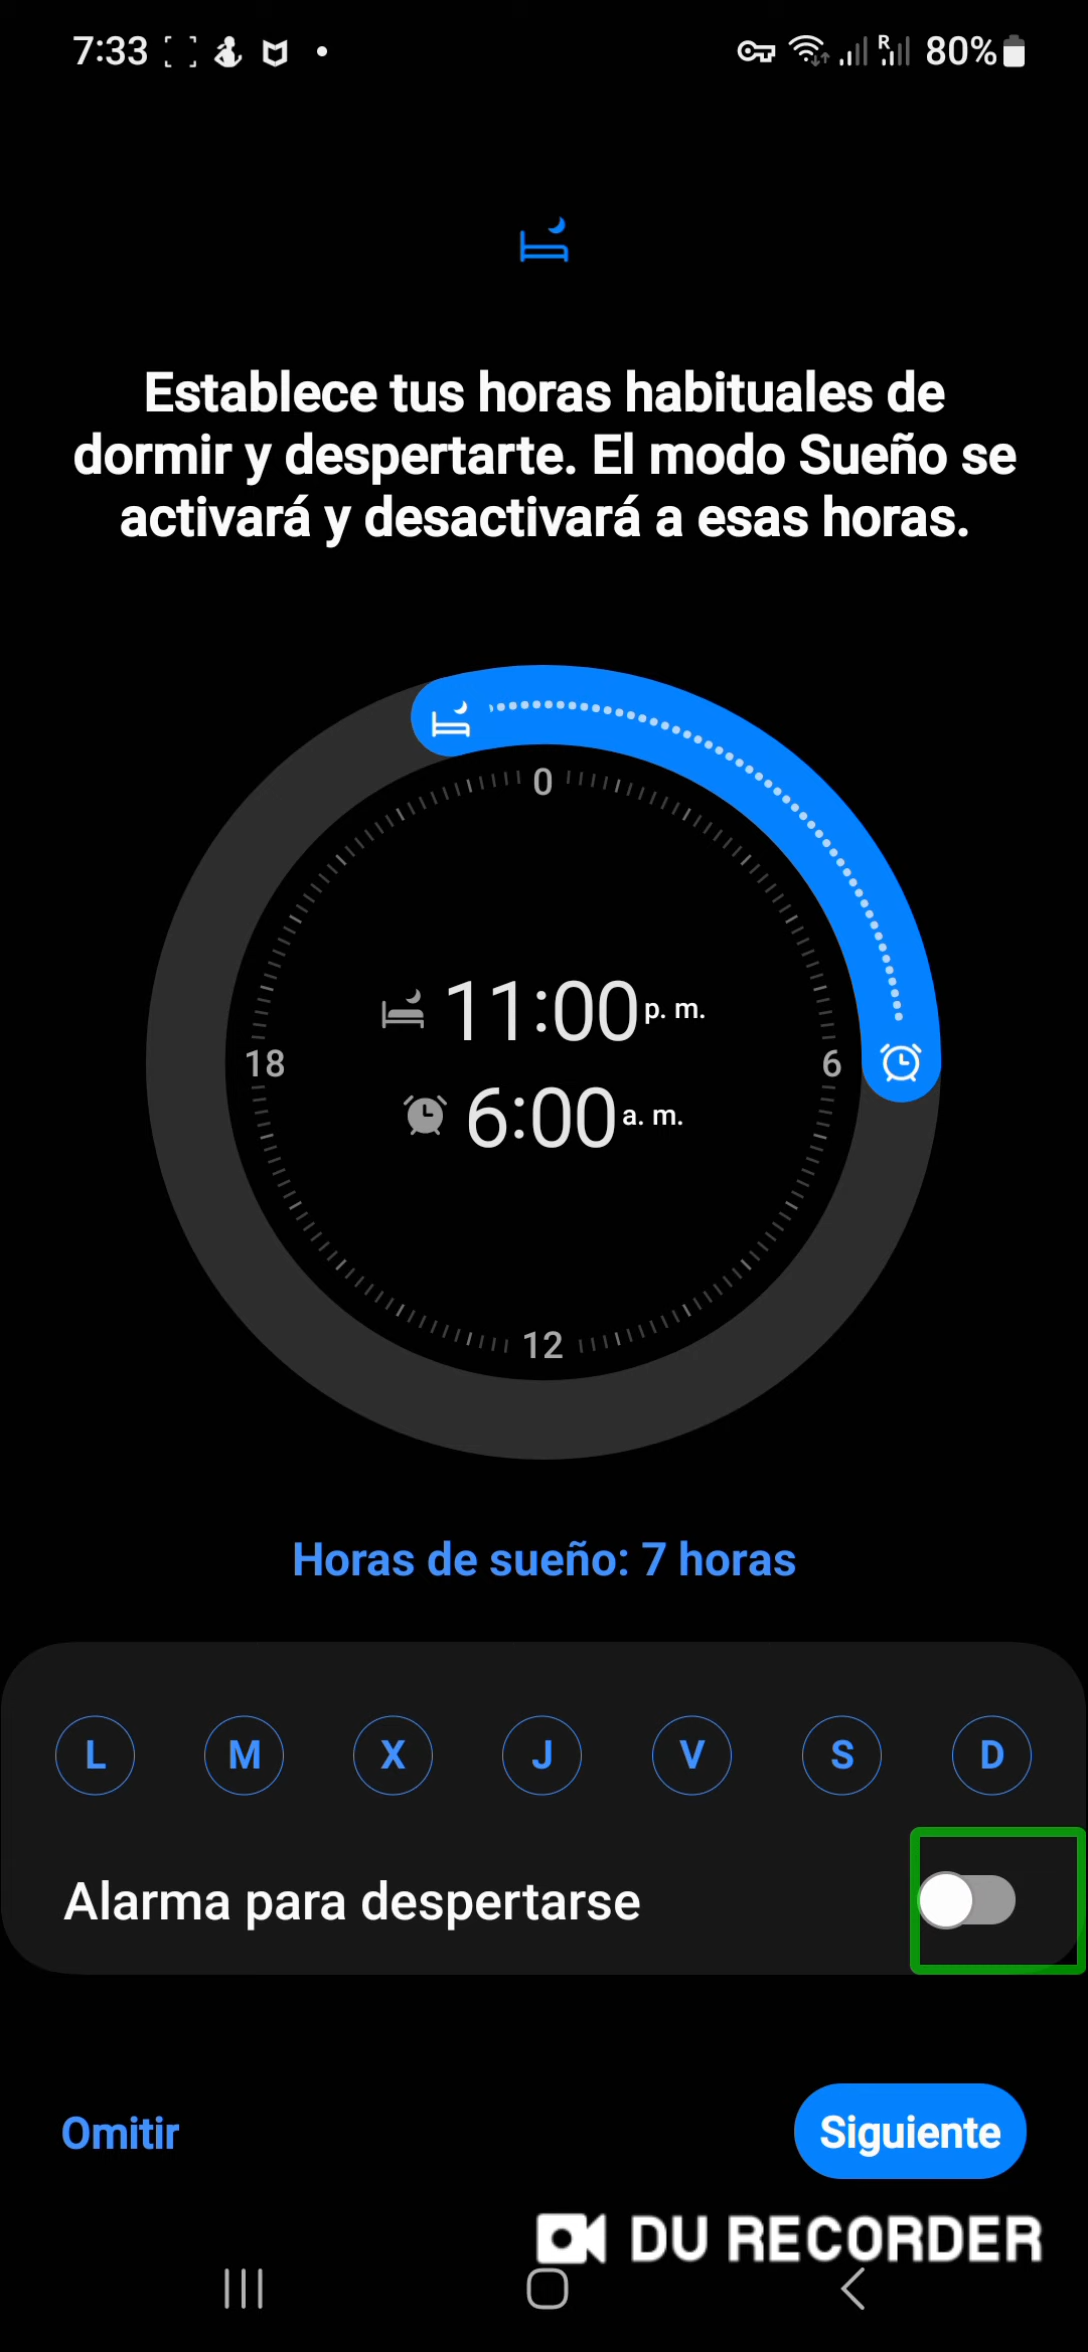 7:33
R
80%
Establece tus horas habituales de
dormir y despertarte. El modo Sueño se
activará y desactivará a esas horas.
0
11:00 p. m.
18
6
6:00 a. m.
12
Horas de sueño: 7 horas
L M X J V S D
Alarma para despertarse
Omitir
Siguiente
DU RECORDER